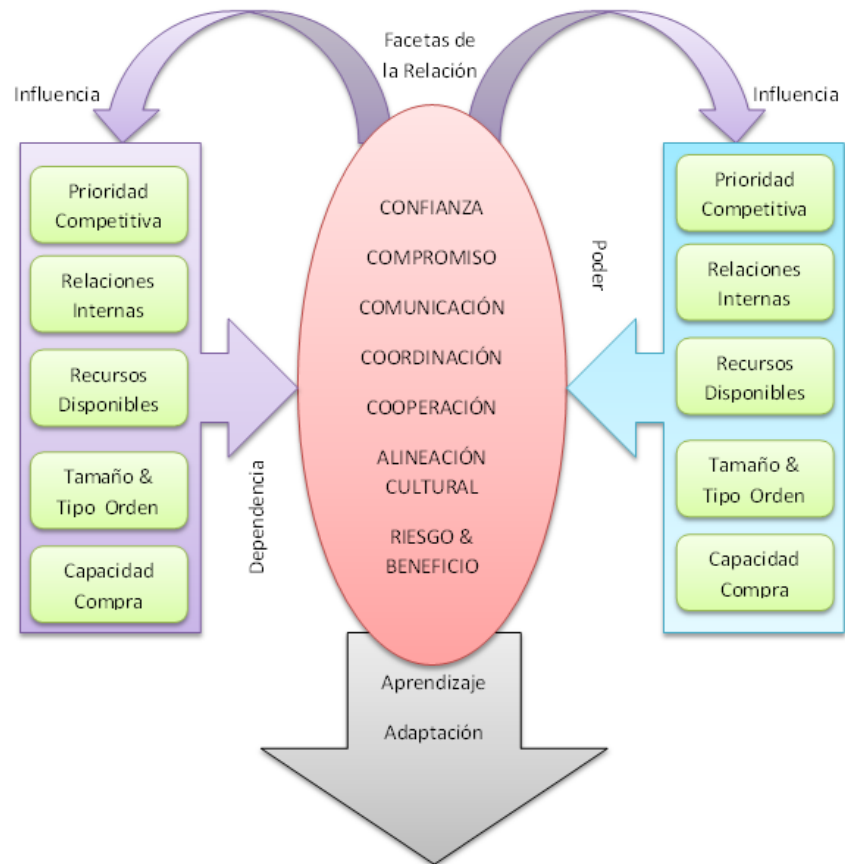 Facetas de
la Relación
Influencia
Influencia
Prioridad
Competitiva
Relaciones
Internas
Recursos
Disponibles
Tamaño &
Tipo Orden
Capacidad
Compra
Dependencia
CONFIANZA
COMPROMISO
COMUNICACIÓN
COORDINACIÓN
COOPERACIÓN
ALINEACIÓN
CULTURAL
RIESGO &
BENEFICIO
Poder
Prioridad
Competitiva
Relaciones
Internas
Recursos
Disponibles
Tamaño &
Tipo Orden
Capacidad
Compra
Aprendizaje
Adaptación